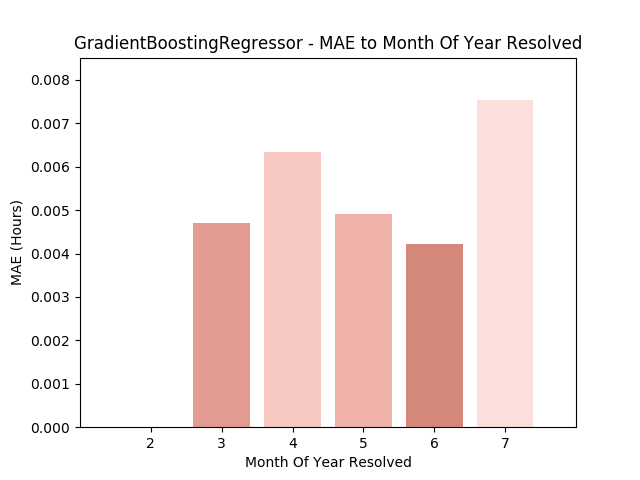 GradientBoostingRegressor - MAE to Month Of Year Resolved
0.008
0.007
0.006
0.005
0.004
0.003
0.002
0.001
0.000
MAE (Hours)
2 3 4 5 6 7
Month Of Year Resolved